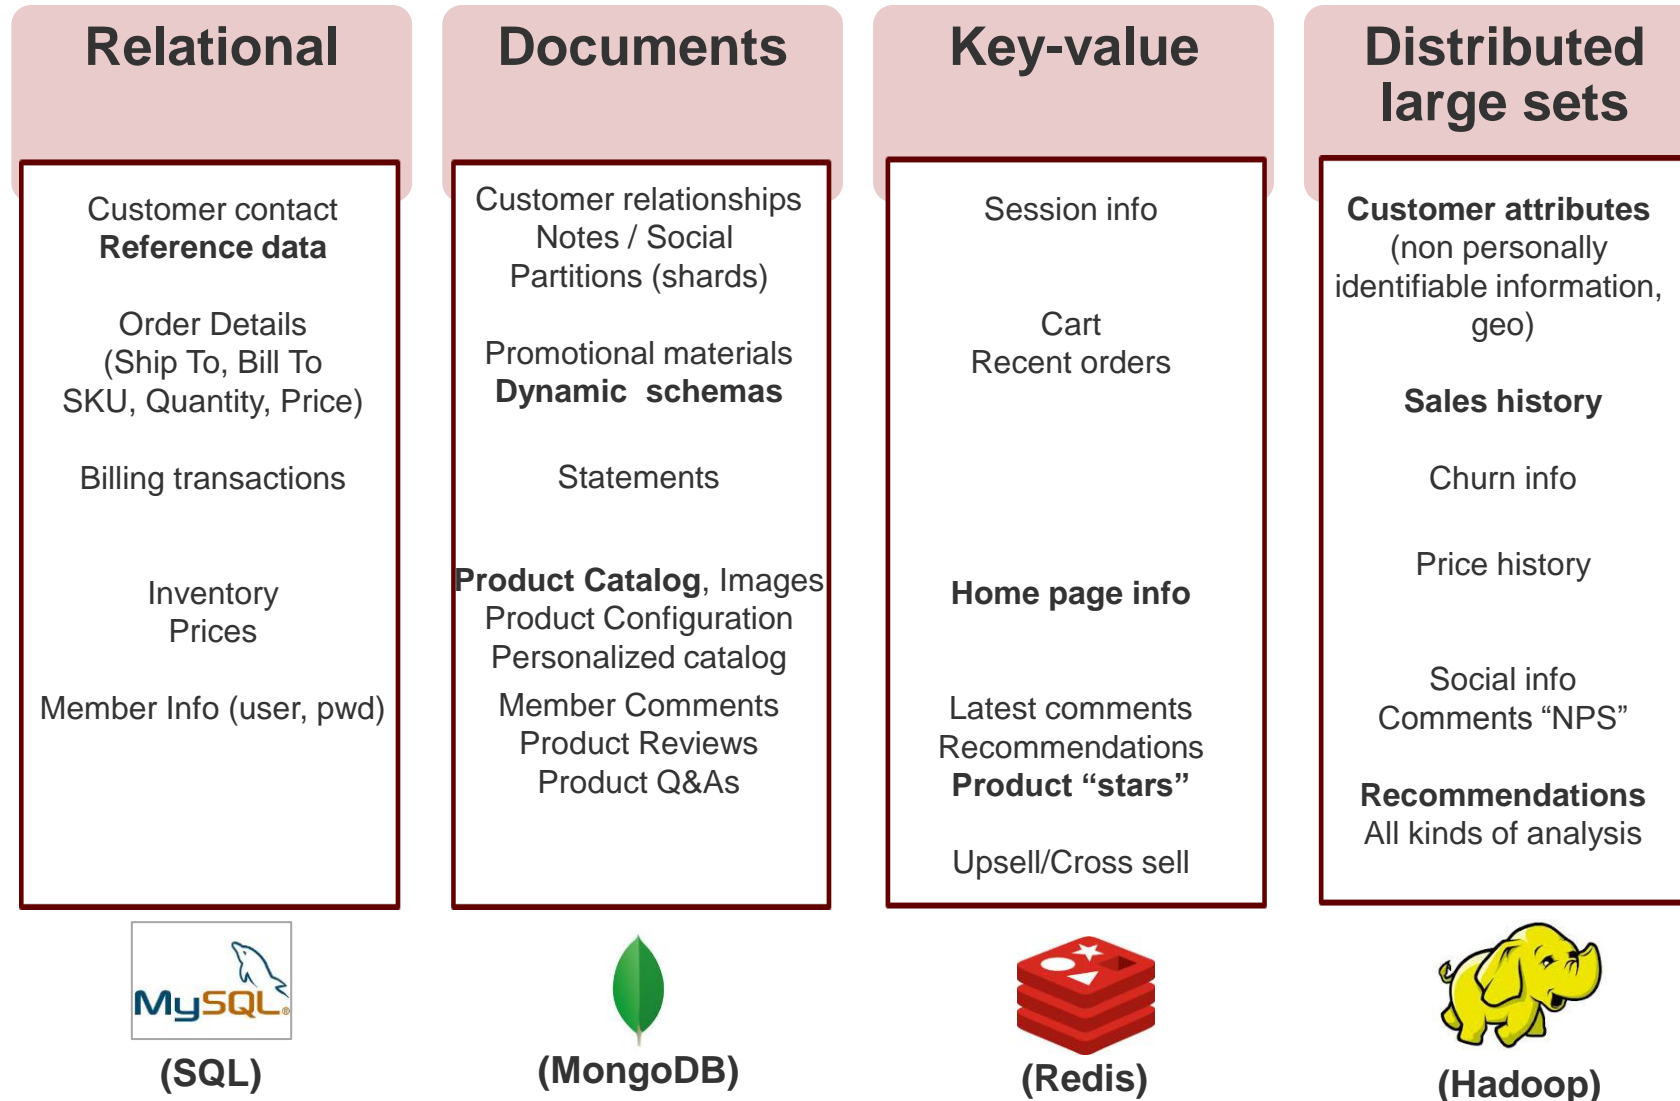 Relational
Customer contact
Reference data
Order Details
(Ship To, Bill To
SKU, Quantity, Price)
Billing transactions
Inventory
Prices
Member Info (user, pwd)
MySQL®
(SQL)
Documents
Customer relationships
Notes / Social
Partitions (shards)
Promotional materials
Dynamic schemas
Statements
Product Catalog, Images
Product Configuration
Personalized catalog
Member Comments
Product Reviews
Product Q&As
(MongoDB)
Key-value
Session info
Cart
Recent orders
Home page info
Latest comments
Recommendations
Product “stars”
Upsell/Cross sell
(Redis)
Distributed
large sets
Customer attributes
(non personally
identifiable information,
geo)
Sales history
Churn info
Price history
Social info
Comments “NPS”
Recommendations
All kinds of analysis
(Hadoop)